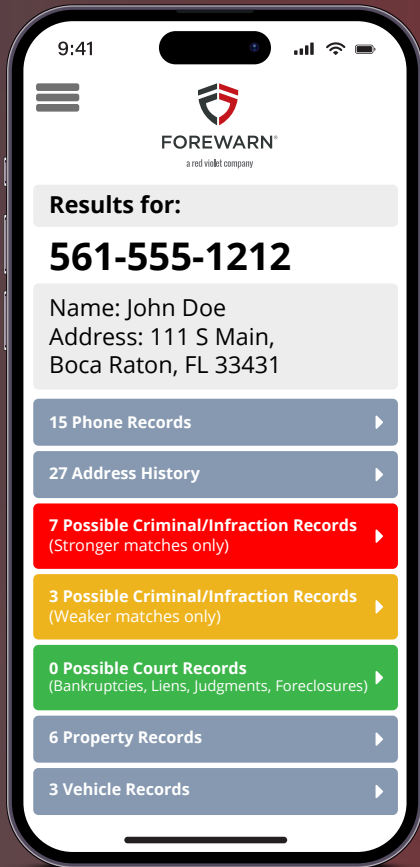 9:41
FOREWARN®
a red violet company
Results for:
561-555-1212
Name: John Doe
Address: 111 S Main,
Boca Raton, FL 33431
15 Phone Records
27 Address History
7 Possible Criminal/Infraction Records
(Stronger matches only)
3 Possible Criminal/Infraction Records
(Weaker matches only)
0 Possible Court Records
(Bankruptcies, Liens, Judgments, Foreclosures)
6 Property Records
3 Vehicle Records